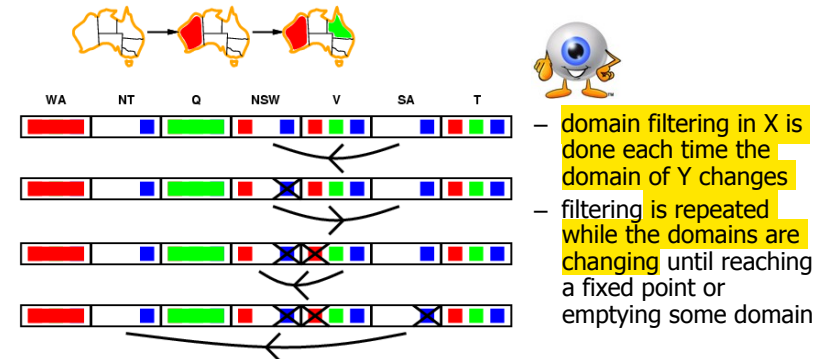 WA NT Q NSW V SA T
– domain filtering in X is
done each time the
domain of Y changes
– filtering is repeated
while the domains are
changing until reaching
a fixed point or
emptying some domain